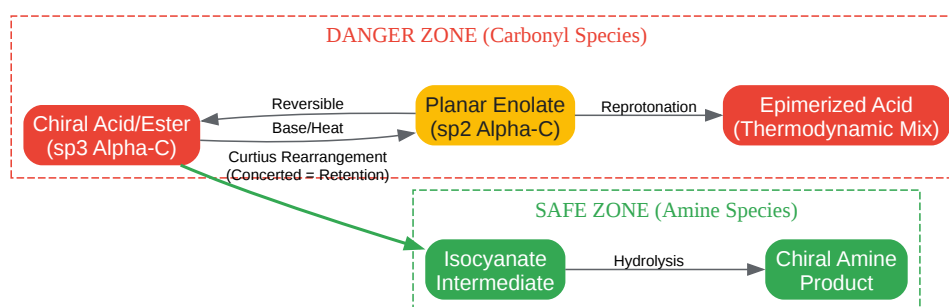 DANGER ZONE (Carbonyl Species)
Chiral Acid/Ester
(sp3 Alpha-C)
Reversible
Base/Heat
Planar Enolate
(sp2 Alpha-C)
Reprotonation
Epimerized Acid
(Thermodynamic Mix)
Curtius Rearrangement
(Concerted = Retention)
SAFE ZONE (Amine Species)
Isocyanate
Intermediate
Hydrolysis
Chiral Amine
Product